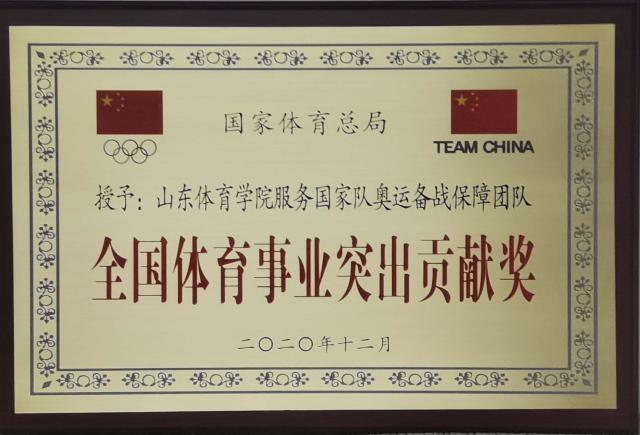 国家体育总局
TEAM CHINA
授予：山东体育学院服务国家队奥运备战保障团队
全国体育事业突出贡献奖
二〇二〇年十二月